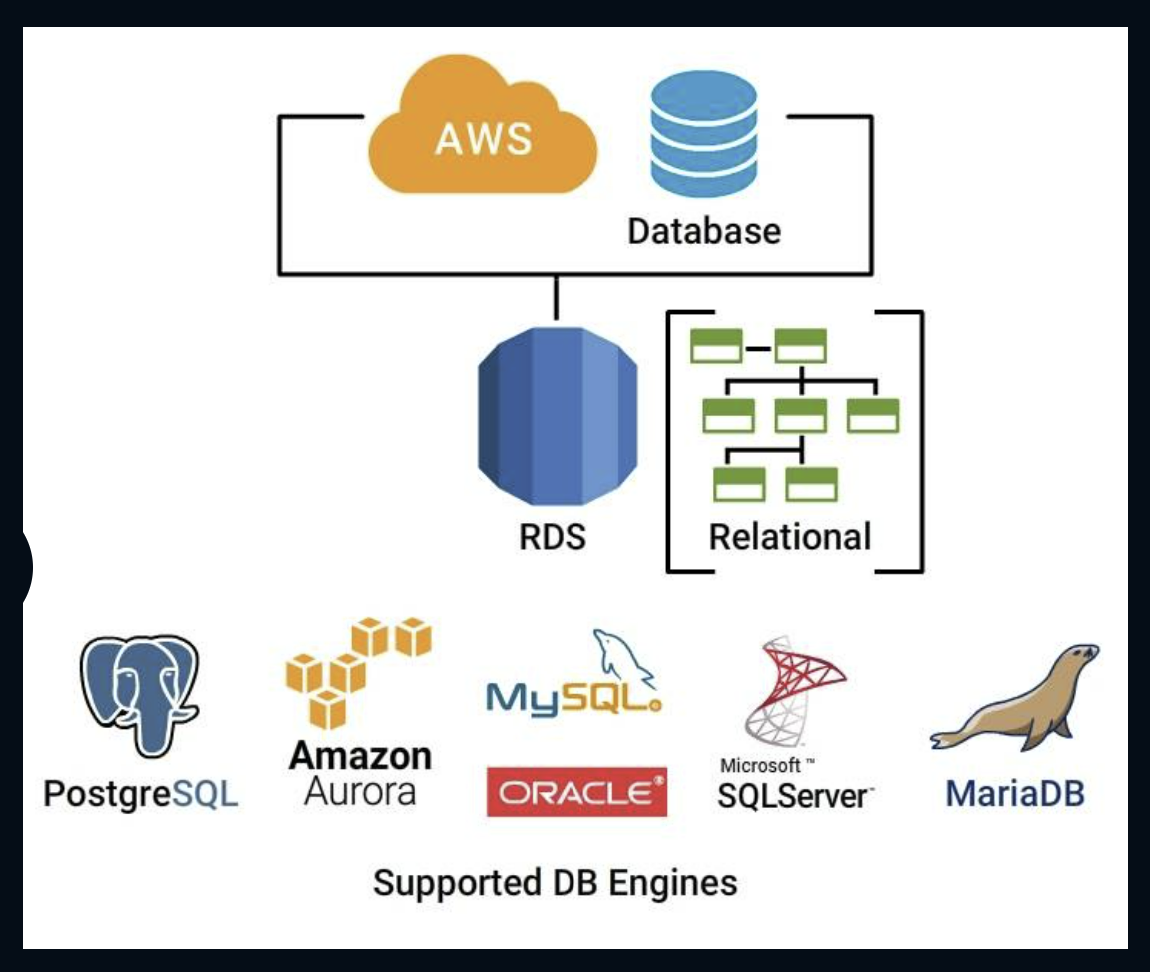 AWS
Database
RDS
Relational
PostgreSQL
Amazon
Aurora
MySQL®
ORACLE®
Microsoft™
SQLServer™
MariaDB
Supported DB Engines